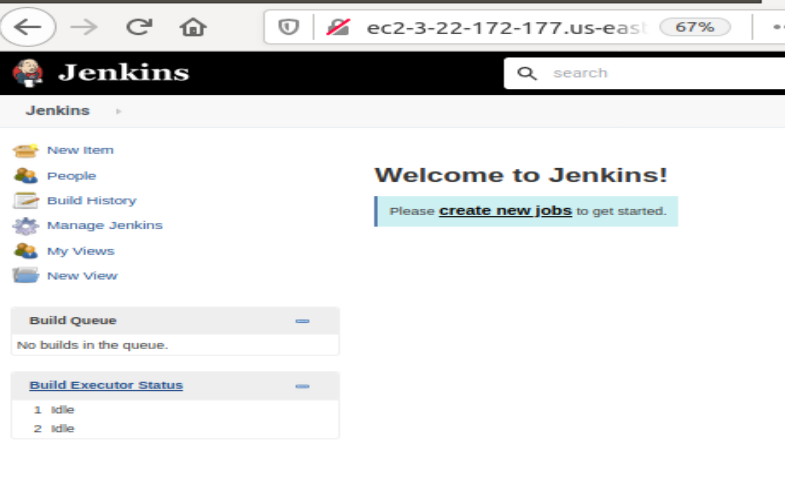 ec2-3-22-172-177.us-east 67%
Jenkins
search
Jenkins
New Item
People
Build History
Manage Jenkins
My Views
New View
Welcome to Jenkins!
Please create new jobs to get started.
Build Queue
No builds in the queue.
Build Executor Status
1 Idle
2 Idle